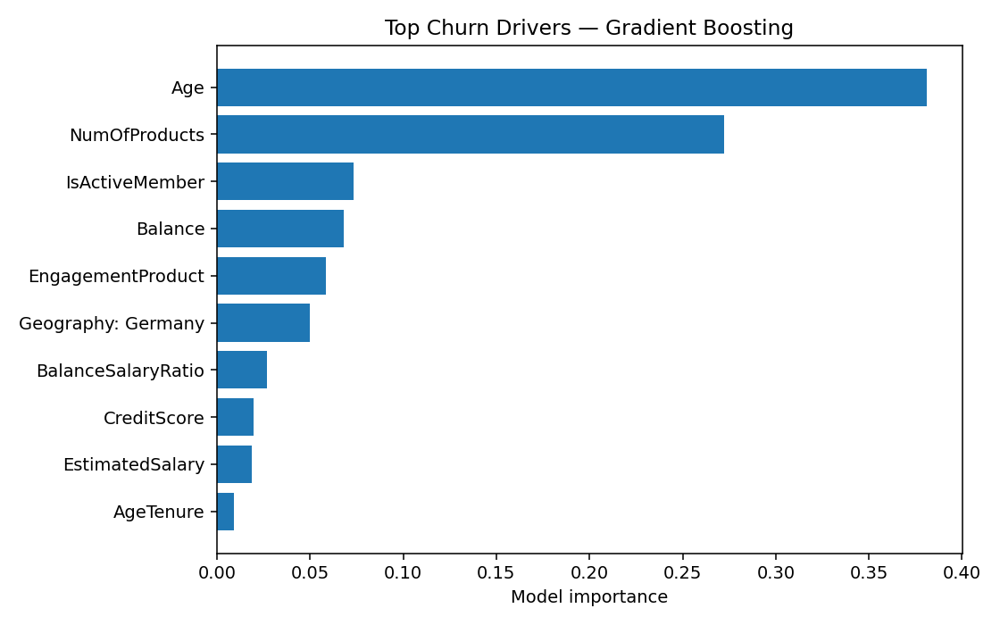 Top Churn Drivers — Gradient Boosting
Age
NumOfProducts
IsActiveMember
Balance
EngagementProduct
Geography: Germany
BalanceSalaryRatio
CreditScore
EstimatedSalary
AgeTenure
0.00 0.05 0.10 0.15 0.20 0.25 0.30 0.35 0.40
Model importance